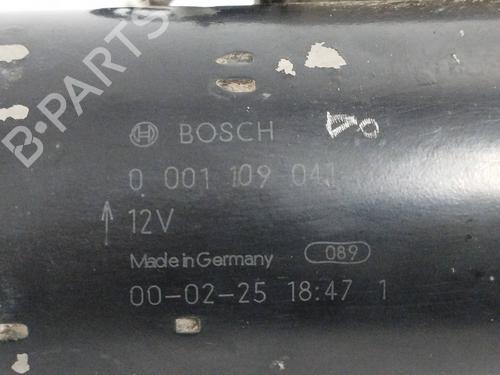 B-PARTS
BOSCH
0 001 109 041
12V
Made in Germany 089
00-02-25 18:47 1